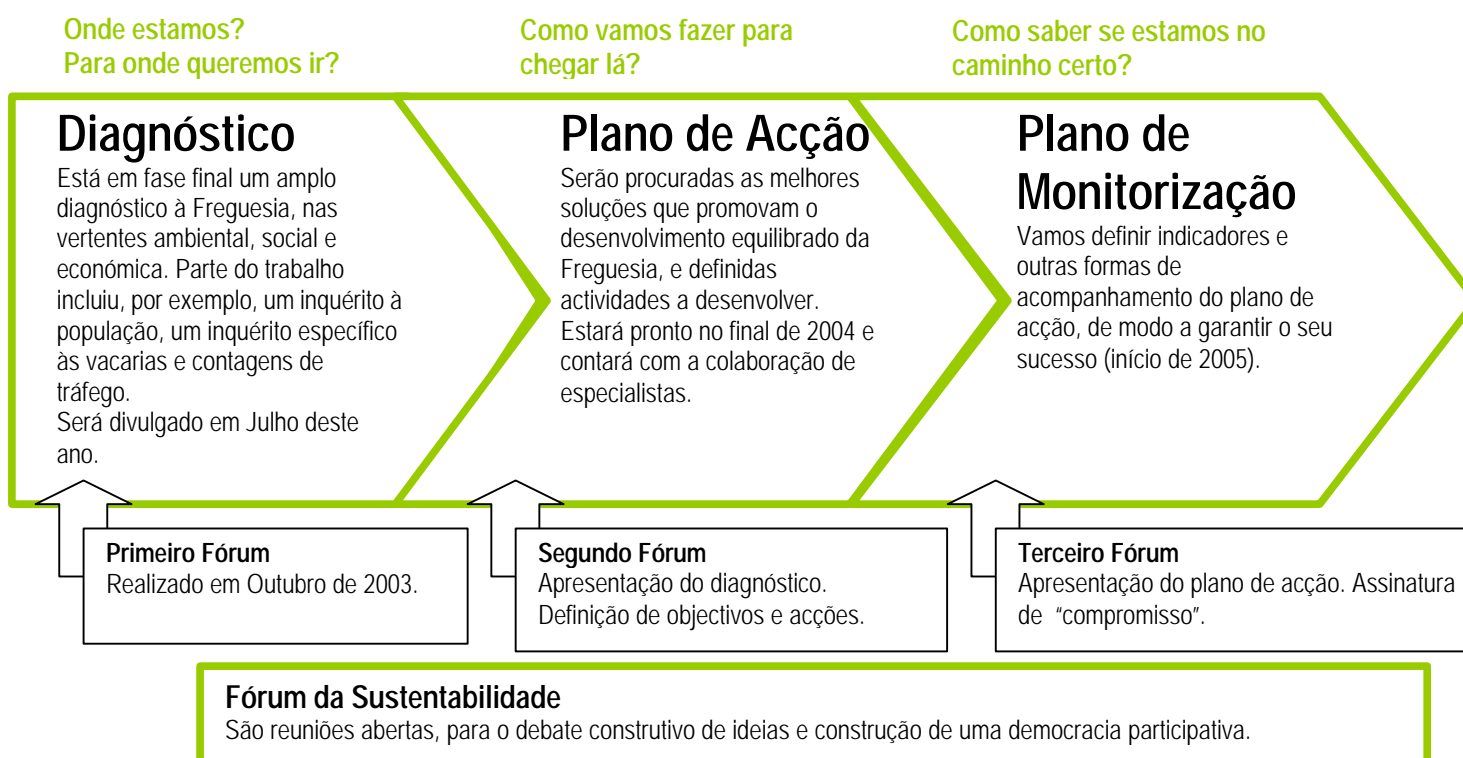 Onde estamos?
Para onde queremos ir?
Como vamos fazer para
chegar lá?
Como saber se estamos no
caminho certo?
Diagnóstico
Está em fase final um amplo
diagnóstico à Freguesia, nas
vertentes ambiental, social e
económica. Parte do trabalho
incluiu, por exemplo, um inquérito à
população, um inquérito específico
às vacarias e contagens de
tráfego.
Será divulgado em Julho deste
ano.
Plano de Acção
Serão procuradas as melhores
soluções que promovam o
desenvolvimento equilibrado da
Freguesia, e definidas
actividades a desenvolver.
Estará pronto no final de 2004 e
contará com a colaboração de
especialistas.
Plano de
Monitorização
Vamos definir indicadores e
outras formas de
acompanhamento do plano de
acção, de modo a garantir o seu
sucesso (início de 2005).
Primeiro Fórum
Realizado em Outubro de 2003.
Segundo Fórum
Apresentação do diagnóstico.
Definição de objectivos e acções.
Terceiro Fórum
Apresentação do plano de acção. Assinatura
de “compromisso”.
Fórum da Sustentabilidade
São reuniões abertas, para o debate construtivo de ideias e construção de uma democracia participativa.